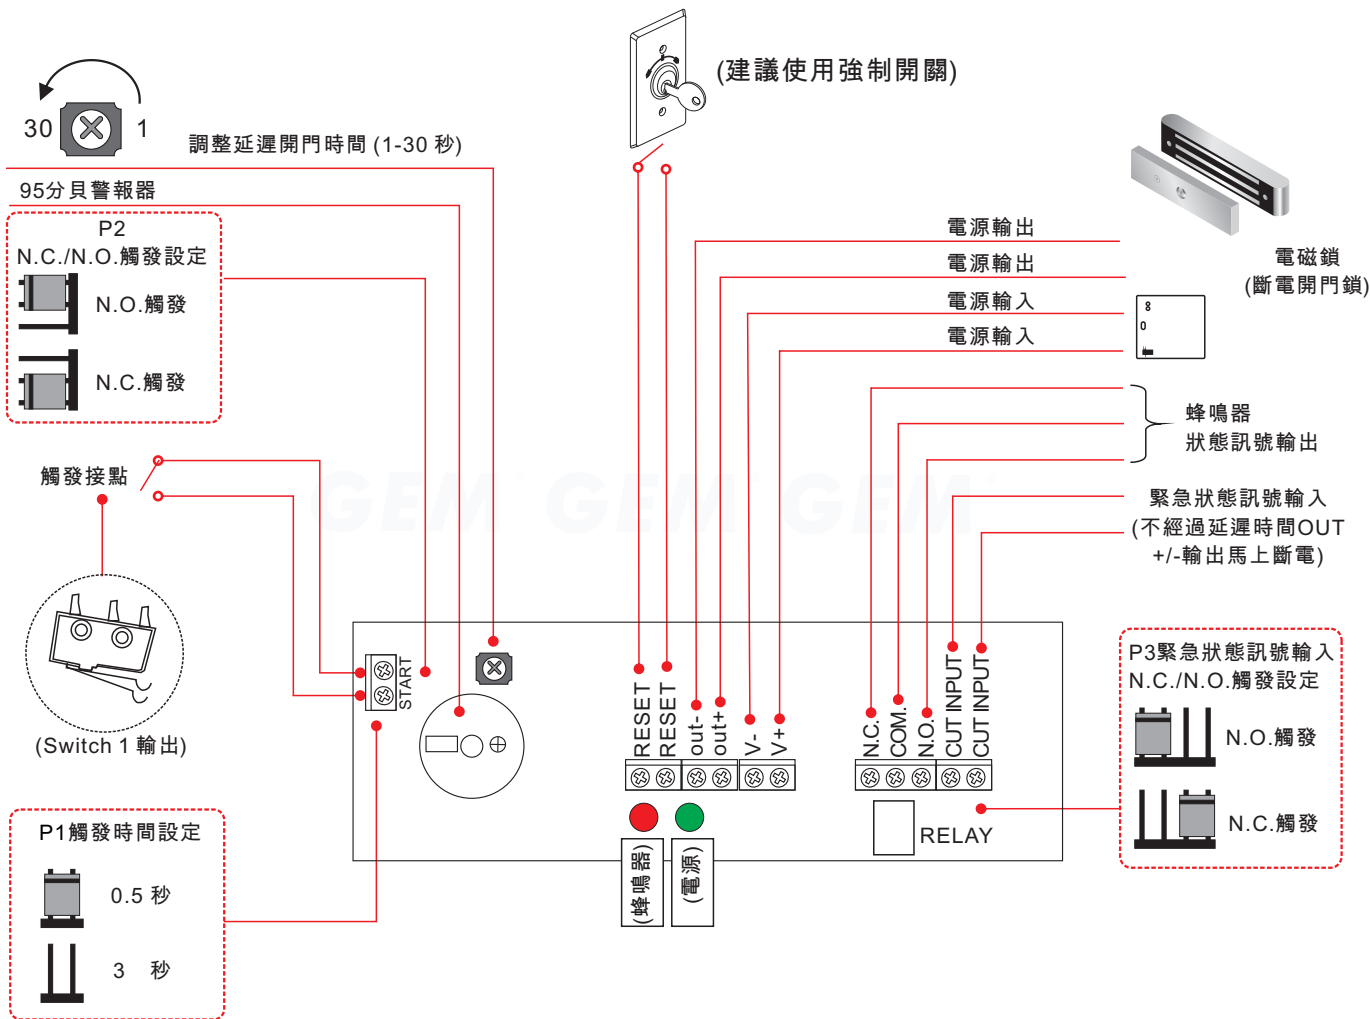 (建議使用強制開關)
30
1
調整延遲開門時間 (1-30 秒)
95分貝警報器
P2
N.C./N.O.觸發設定
N.O.觸發
N.C.觸發
電源輸出
電源輸出
電源輸入
電源輸入
電磁鎖
(斷電開門鎖)
蜂鳴器
狀態訊號輸出
緊急狀態訊號輸入
(不經過延遲時間OUT
+/-輸出馬上斷電)
觸發接點
(Switch 1 輸出)
GEM GEM GEM
START
RESET
RESET
out-
out+
V-
V+
N.C.
COM.
N.O.
CUT INPUT
CUT INPUT
RELAY
(蜂鳴器)
(電源)
P3緊急狀態訊號輸入
N.C./N.O.觸發設定
N.O.觸發
N.C.觸發
P1觸發時間設定
0.5 秒
3 秒